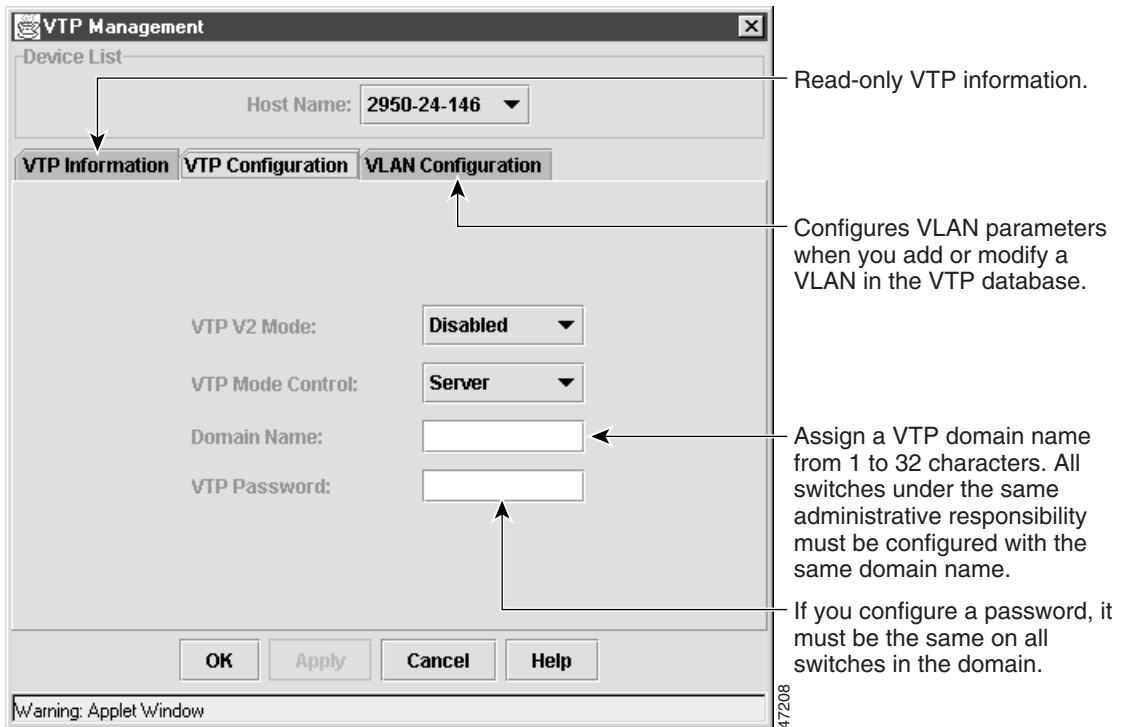 VTP Management
Device List
Host Name: 2950-24-146
Read-only VTP information.
VTP Information VTP Configuration VLAN Configuration
Configures VLAN parameters
when you add or modify a
VLAN in the VTP database.
VTP V2 Mode: Disabled
VTP Mode Control: Server
Domain Name:
Assign a VTP domain name
from 1 to 32 characters. All
switches under the same
administrative responsibility
must be configured with the
same domain name.
VTP Password:
If you configure a password, it
must be the same on all
switches in the domain.
OK Apply Cancel Help
Warning: Applet Window
47208